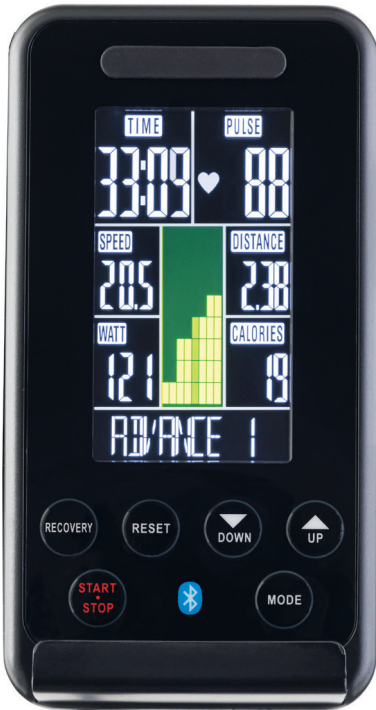 TIME PULSE
33:09 88
SPEED DISTANCE
20.5 2.38
WATT CALORIES
121 19
ADVANCE 1
RECOVERY RESET DOWN UP
START STOP MODE